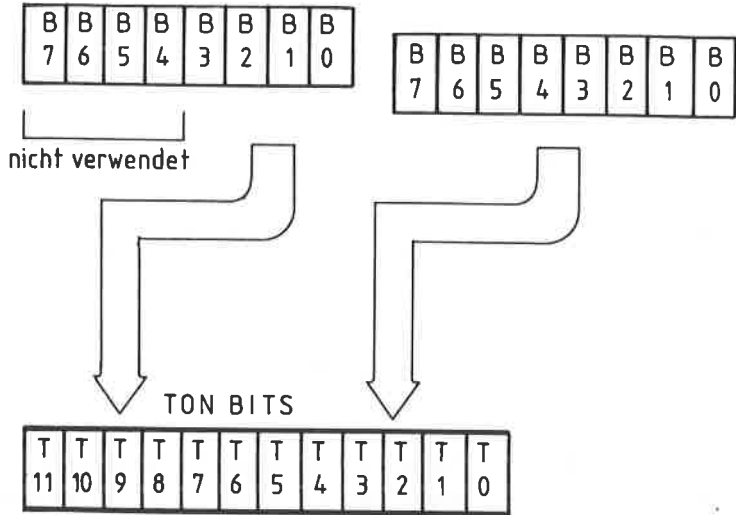 B B B B B B B B
7 6 5 4 3 2 1 0
B B B B B B B B
7 6 5 4 3 2 1 0
nicht verwendet
TON BITS
T T T T T T T T T T T T
11 10 9 8 7 6 5 4 3 2 1 0